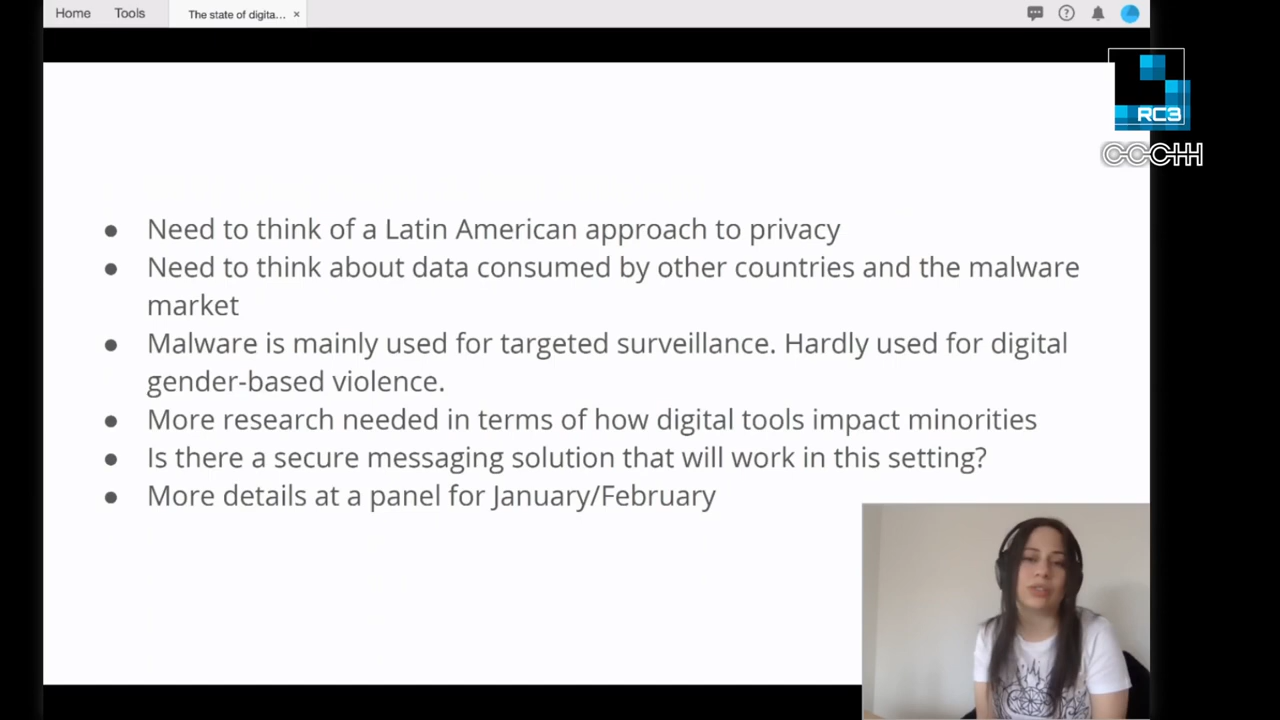 Home Tools The state of digita... ×
RC3
CCCHH
● Need to think of a Latin American approach to privacy
● Need to think about data consumed by other countries and the malware
market
● Malware is mainly used for targeted surveillance. Hardly used for digital
gender-based violence.
● More research needed in terms of how digital tools impact minorities
● Is there a secure messaging solution that will work in this setting?
● More details at a panel for January/February